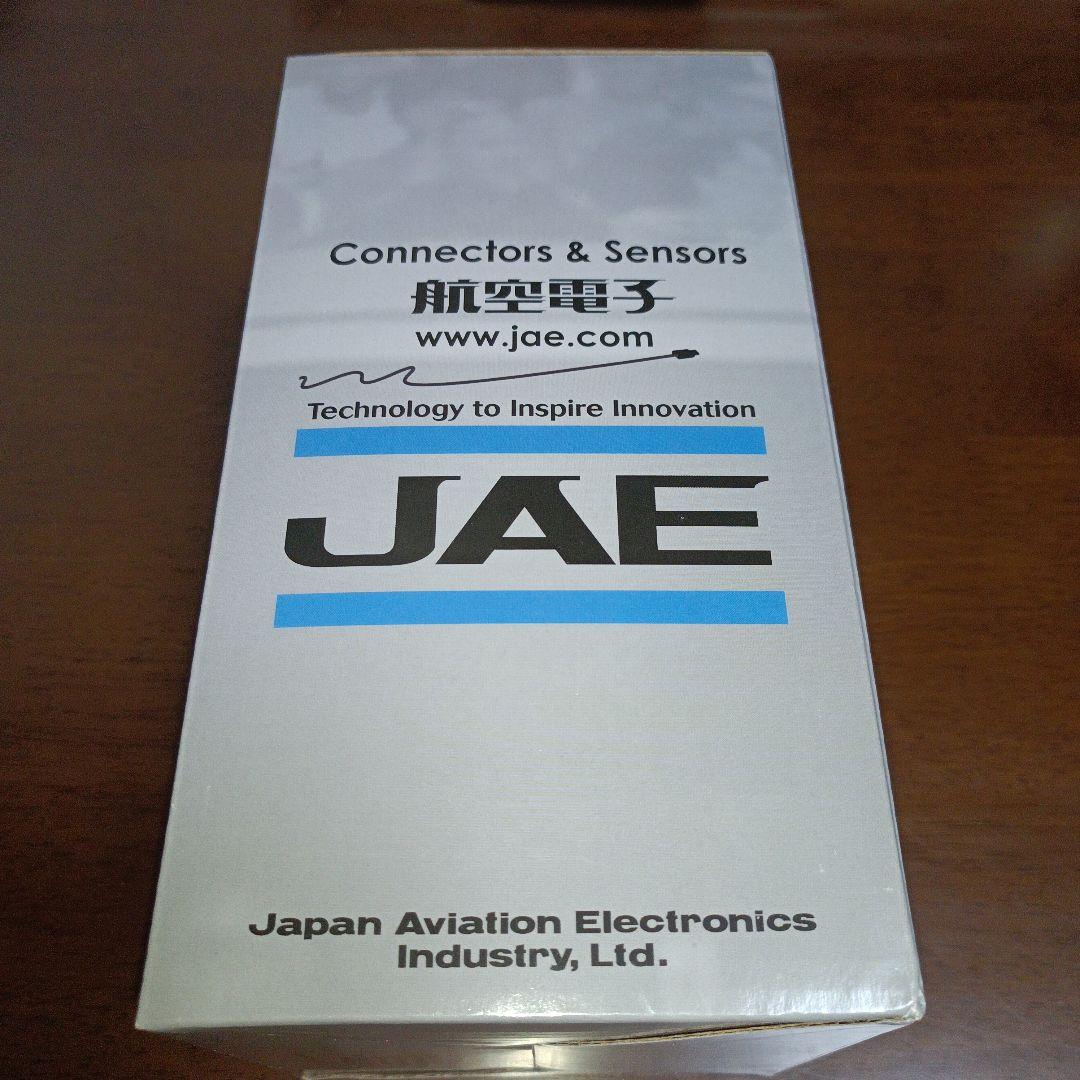 Connectors & Sensors
航空電子
www.jae.com
Technology to Inspire Innovation
JAE
Japan Aviation Electronics
Industry, Ltd.